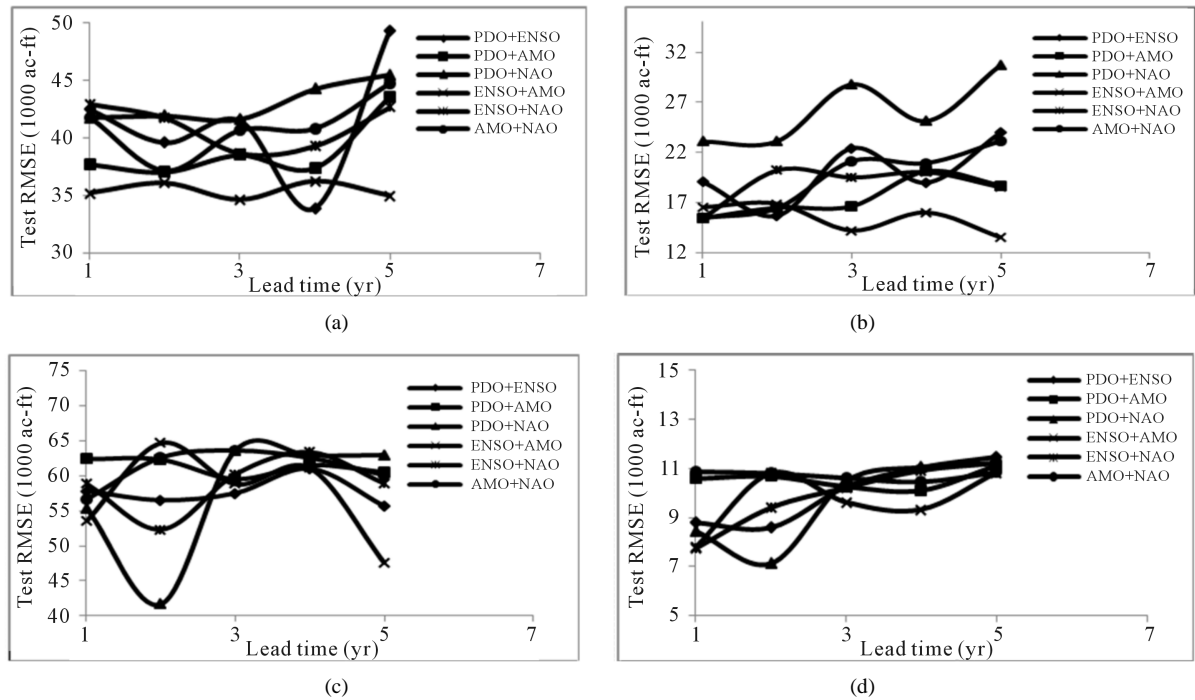 50
45
40
35
30
Test RMSE (1000 ac-ft)
1 3 5 7
Lead time (yr)
PDO+ENSO
PDO+AMO
PDO+NAO
ENSO+AMO
ENSO+NAO
AMO+NAO
(a)
32
27
22
17
12
Test RMSE (1000 ac-ft)
1 3 5 7
Lead time (yr)
PDO+ENSO
PDO+AMO
PDO+NAO
ENSO+AMO
ENSO+NAO
AMO+NAO
(b)
75
70
65
60
55
50
45
40
Test RMSE (1000 ac-ft)
1 3 5 7
Lead time (yr)
PDO+ENSO
PDO+AMO
PDO+NAO
ENSO+AMO
ENSO+NAO
AMO+NAO
(c)
15
13
11
9
7
5
Test RMSE (1000 ac-ft)
1 3 5 7
Lead time (yr)
PDO+ENSO
PDO+AMO
PDO+NAO
ENSO+AMO
ENSO+NAO
AMO+NAO
(d)